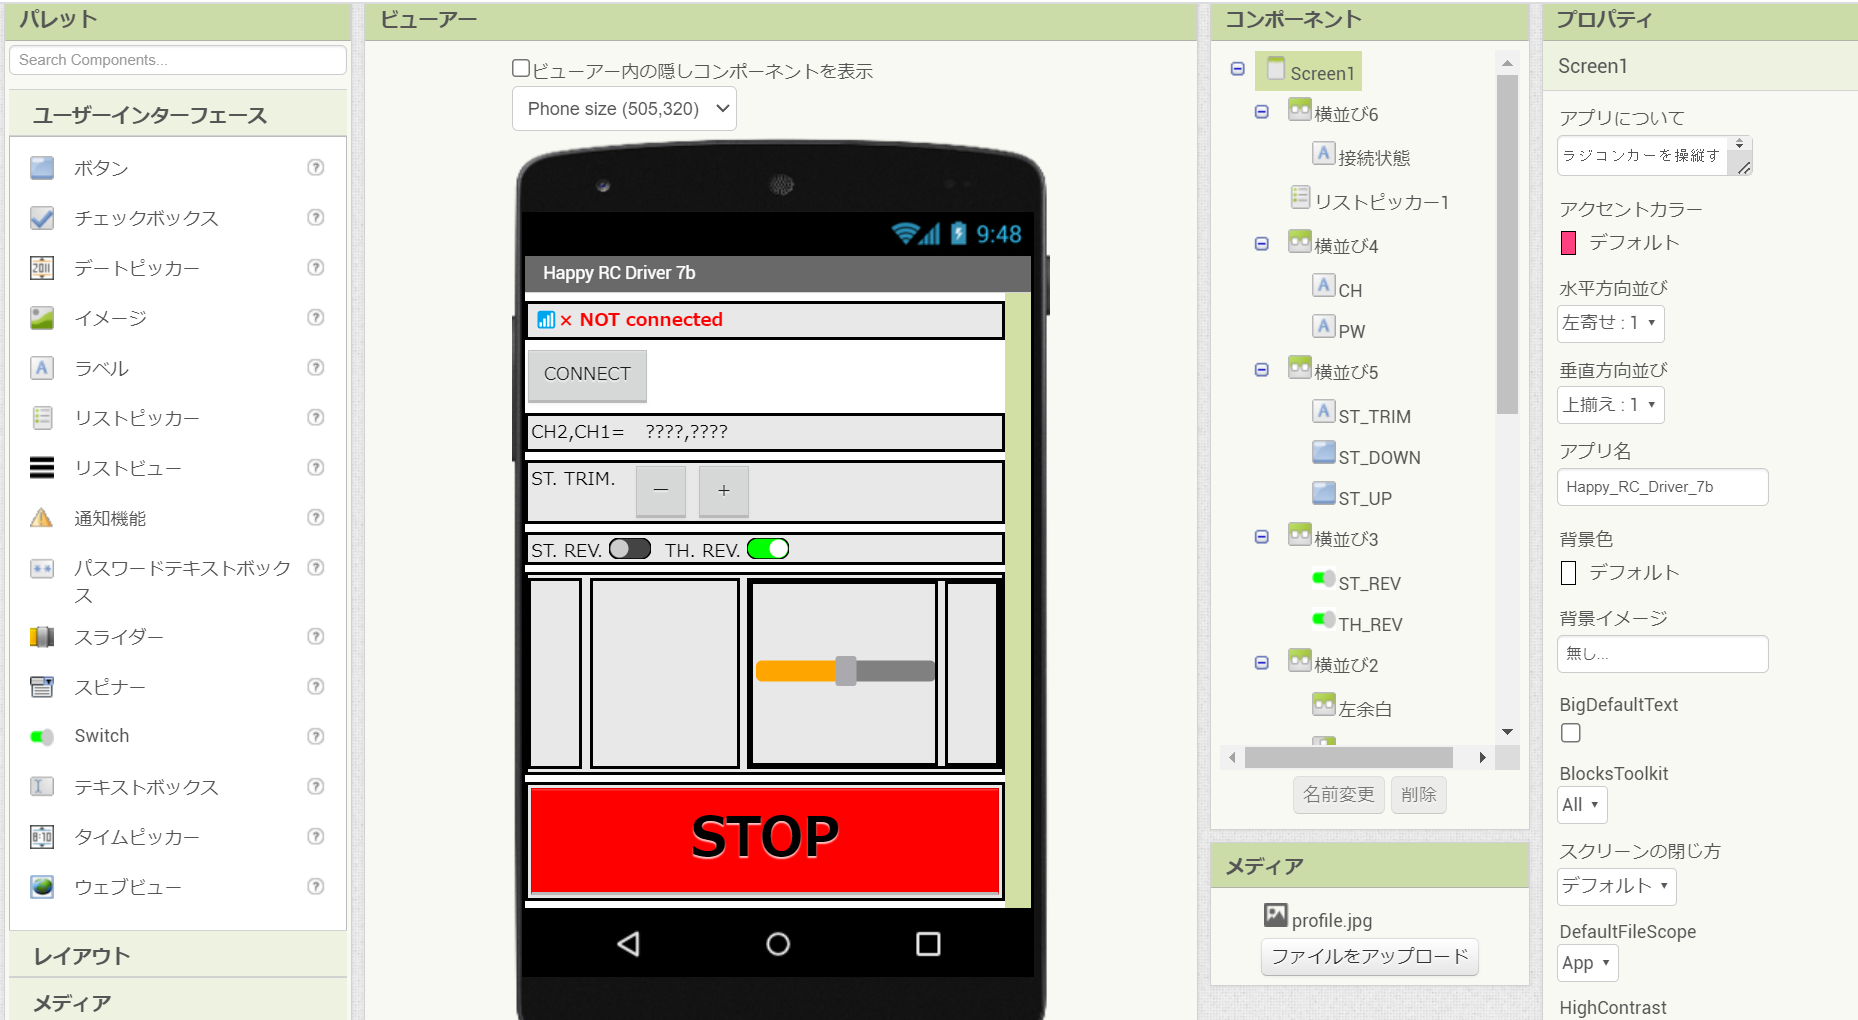 パレット
Search Components...
ユーザーインターフェース
ボタン
チェックボックス
デートピッカー
イメージ
ラベル
リストピッカー
リストビュー
通知機能
パスワードテキストボック
ス
スライダー
スピナー
Switch
テキストボックス
タイムピッカー
ウェブビュー
レイアウト
メディア
ビューアー
ビューアー内の隠しコンポーネントを表示
Phone size (505,320)
9:48
Happy RC Driver 7b
× NOT connected
CONNECT
CH2,CH1= ????,????
ST. TRIM. － +
ST. REV. TH. REV.
STOP
コンポーネント
Screen1
横並び6
接続状態
リストピッカー1
横並び4
CH
PW
横並び5
ST_TRIM
ST_DOWN
ST_UP
横並び3
ST_REV
TH_REV
横並び2
左余白
名前変更 削除
メディア
profile.jpg
ファイルをアップロード
プロパティ
Screen1
アプリについて
ラジコンカーを操縦す
アクセントカラー
デフォルト
水平方向並び
左寄せ : 1
垂直方向並び
上揃え : 1
アプリ名
Happy_RC_Driver_7b
背景色
デフォルト
背景イメージ
無し...
BigDefaultText
BlocksToolkit
All
スクリーンの閉じ方
デフォルト
DefaultFileScope
App
HighContrast